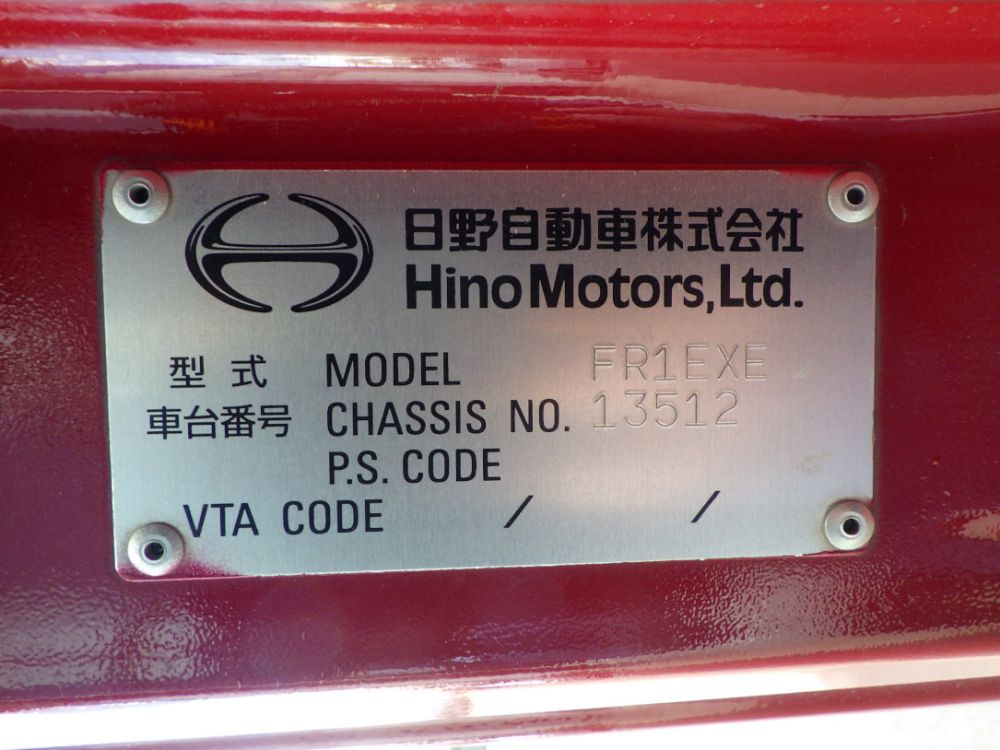 日野自動車株式会社
Hino Motors, Ltd.
型式 MODEL FR1EXE
車台番号 CHASSIS NO. 13512
P.S. CODE
VTA CODE / /